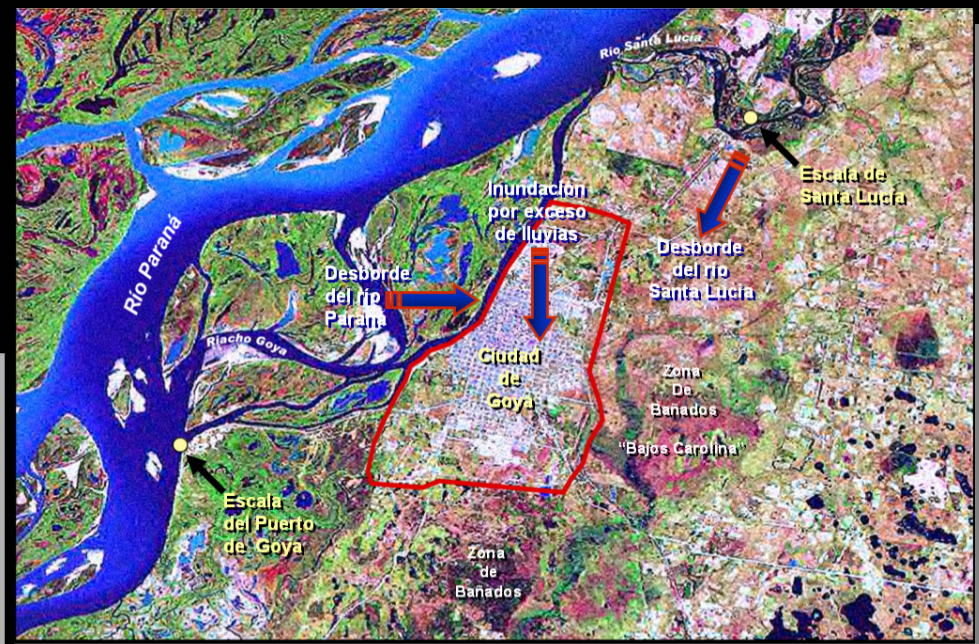 Río Santa Lucía
Escala de
Santa Lucía
Inundación
por exceso
de lluvias
Río Paraná
Desborde
del río
Paraná
Desborde
del río
Santa Lucía
Riacho Goya
Ciudad
de
Goya
Zona
De
Bañados
“Bajos Carolina”
Escala
del Puerto
de Goya
Zona
de
Bañados